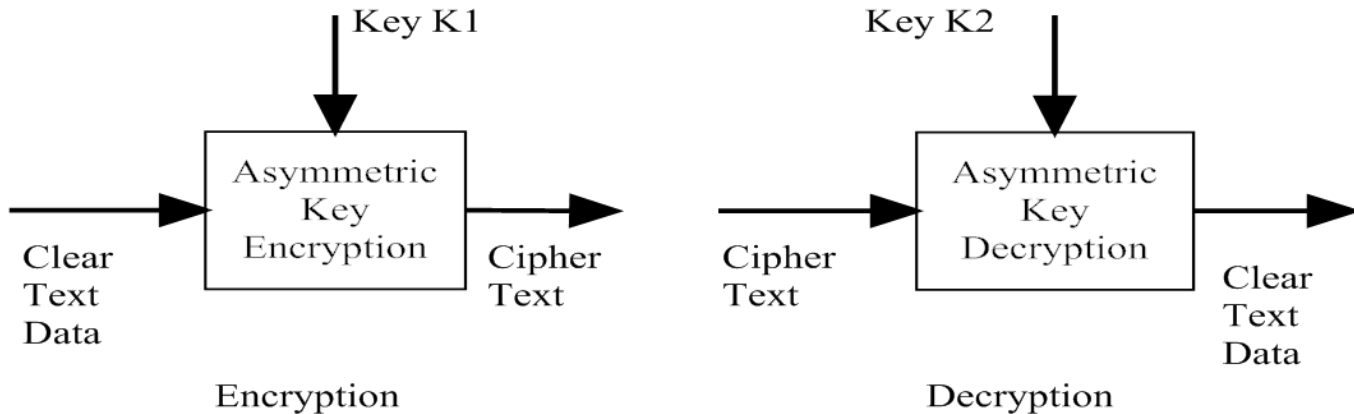 Key K1
Asymmetric
Key
Encryption
Clear
Text
Data
Cipher
Text
Encryption
Key K2
Asymmetric
Key
Decryption
Cipher
Text
Clear
Text
Data
Decryption